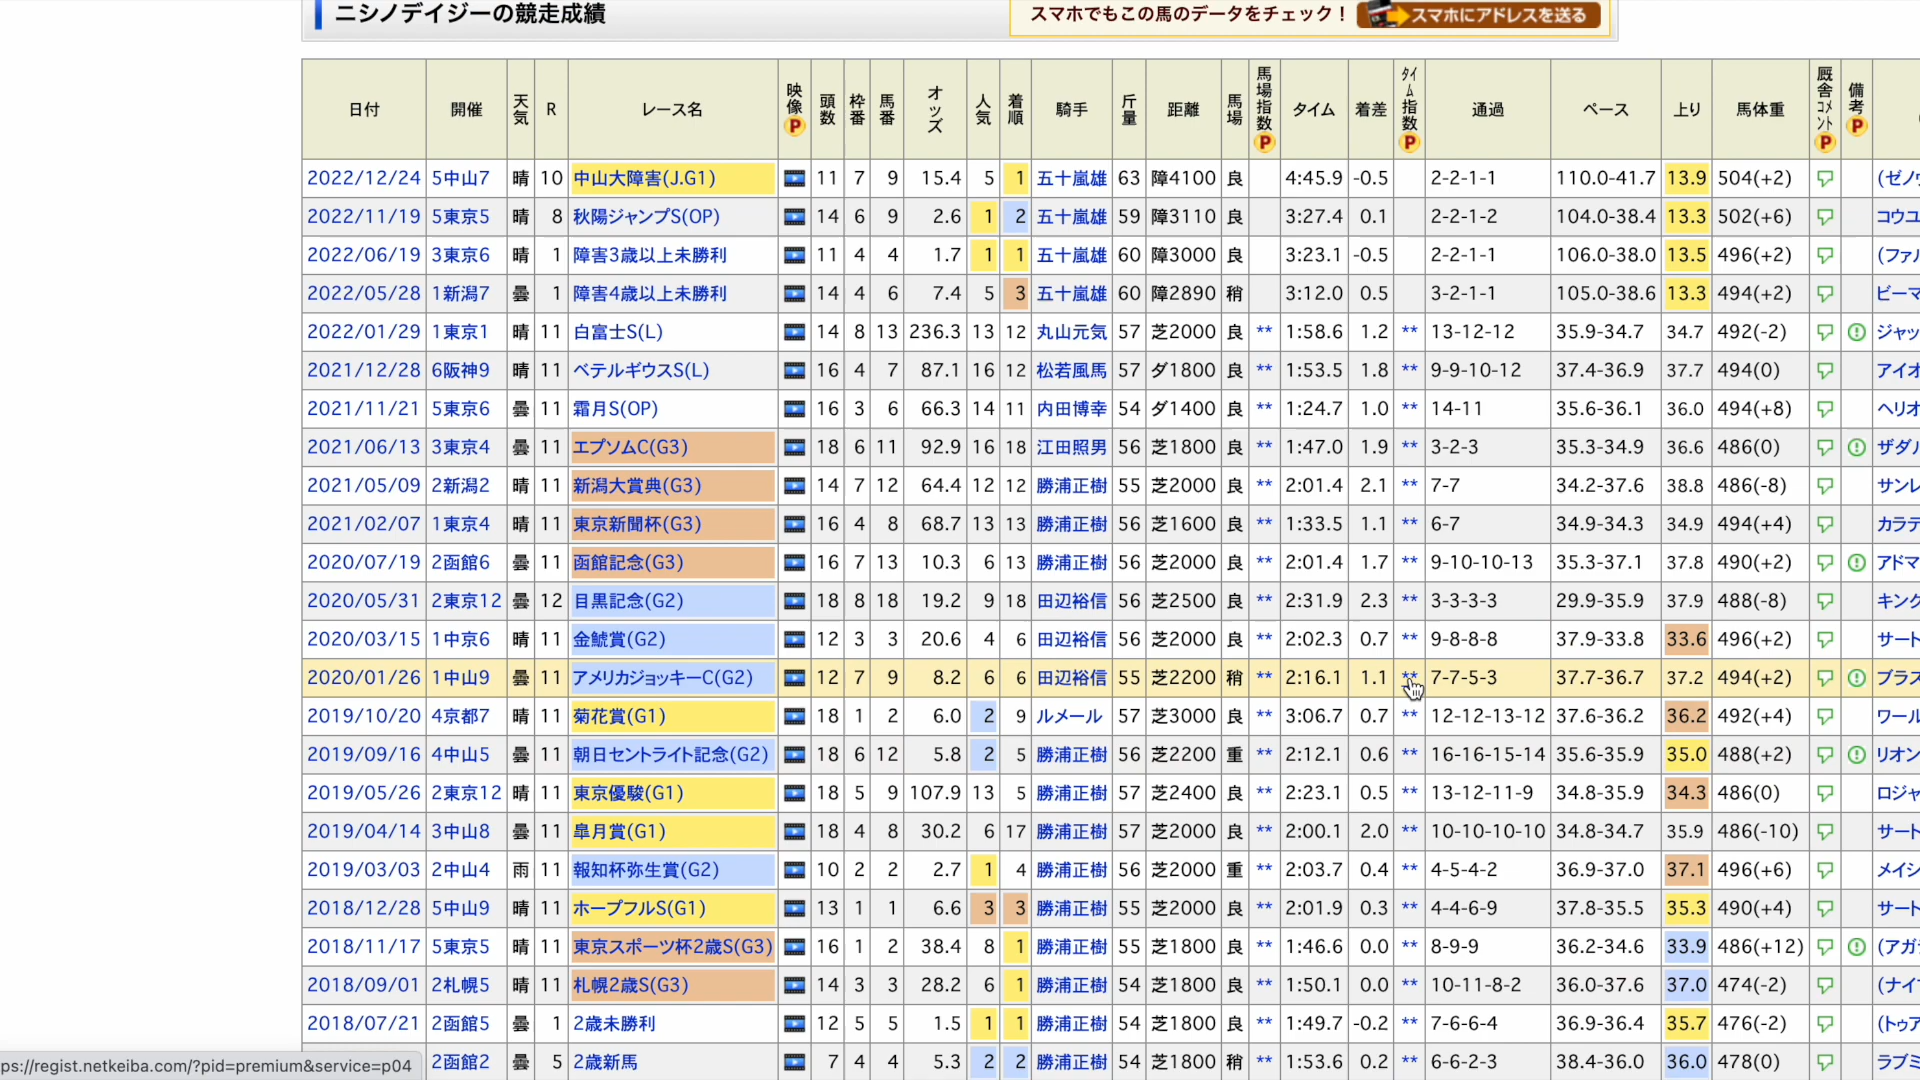 ニシノデイジーの競走成績
スマホでもこの馬のデータをチェック！ スマホにアドレスを送る
日付 開催 天気 R レース名 映像 P 頭数 枠番 馬番 オッズ 人気 着順 騎手 斤量 距離 馬場 馬場指数 P タイム 着差 ﾀｲﾑ指数 P 通過 ペース 上り 馬体重 厩舎ｺﾒﾝﾄ P 備考 P
2022/12/24 5中山7 晴 10 中山大障害(J.G1) 11 7 9 15.4 5 1 五十嵐雄 63 障4100 良 4:45.9 -0.5 2-2-1-1 110.0-41.7 13.9 504(+2) (ゼノ
2022/11/19 5東京5 晴 8 秋陽ジャンプS(OP) 14 6 9 2.6 1 2 五十嵐雄 59 障3110 良 3:27.4 0.1 2-2-1-2 104.0-38.4 13.3 502(+6) コウユ
2022/06/19 3東京6 晴 1 障害3歳以上未勝利 11 4 4 1.7 1 1 五十嵐雄 60 障3000 良 3:23.1 -0.5 2-2-1-1 106.0-38.0 13.5 496(+2) (ファル
2022/05/28 1新潟7 曇 1 障害4歳以上未勝利 14 4 6 7.4 5 3 五十嵐雄 60 障2890 稍 3:12.0 0.5 3-2-1-1 105.0-38.6 13.3 494(+2) ビーマ
2022/01/29 1東京1 晴 11 白富士S(L) 14 8 13 236.3 13 12 丸山元気 57 芝2000 良 ** 1:58.6 1.2 ** 13-12-12 35.9-34.7 34.7 492(-2) ジャッ
2021/12/28 6阪神9 晴 11 ベテルギウスS(L) 16 4 7 87.1 16 12 松若風馬 57 ダ1800 良 ** 1:53.5 1.8 ** 9-9-10-12 37.4-36.9 37.7 494(0) アイオ
2021/11/21 5東京6 曇 11 霜月S(OP) 16 3 6 66.3 14 11 内田博幸 54 ダ1400 良 ** 1:24.7 1.0 ** 14-11 35.6-36.1 36.0 494(+8) ヘリオ
2021/06/13 3東京4 曇 11 エプソムC(G3) 18 6 11 92.9 16 18 江田照男 56 芝1800 良 ** 1:47.0 1.9 ** 3-2-3 35.3-34.9 36.6 486(0) ザダル
2021/05/09 2新潟2 晴 11 新潟大賞典(G3) 14 7 12 64.4 12 12 勝浦正樹 55 芝2000 良 ** 2:01.4 2.1 ** 7-7 34.2-37.6 38.8 486(-8) サンレ
2021/02/07 1東京4 晴 11 東京新聞杯(G3) 16 4 8 68.7 13 13 勝浦正樹 56 芝1600 良 ** 1:33.5 1.1 ** 6-7 34.9-34.3 34.9 494(+4) カラテ
2020/07/19 2函館6 曇 11 函館記念(G3) 16 7 13 10.3 6 13 勝浦正樹 56 芝2000 良 ** 2:01.4 1.7 ** 9-10-10-13 35.3-37.1 37.8 490(+2) アドマ
2020/05/31 2東京12 曇 12 目黒記念(G2) 18 8 18 19.2 9 18 田辺裕信 56 芝2500 良 ** 2:31.9 2.3 ** 3-3-3-3 29.9-35.9 37.9 488(-8) キング
2020/03/15 1中京6 晴 11 金鯱賞(G2) 12 3 3 20.6 4 6 田辺裕信 56 芝2000 良 ** 2:02.3 0.7 ** 9-8-8-8 37.9-33.8 33.6 496(+2) サート
2020/01/26 1中山9 曇 11 アメリカジョッキーC(G2) 12 7 9 8.2 6 6 田辺裕信 55 芝2200 稍 ** 2:16.1 1.1 ** 7-7-5-3 37.7-36.7 37.2 494(+2) ブラス
2019/10/20 4京都7 晴 11 菊花賞(G1) 18 1 2 6.0 2 9 ルメール 57 芝3000 良 ** 3:06.7 0.7 ** 12-12-13-12 37.6-36.2 36.2 492(+4) ワール
2019/09/16 4中山5 曇 11 朝日セントライト記念(G2) 18 6 12 5.8 2 5 勝浦正樹 56 芝2200 重 ** 2:12.1 0.6 ** 16-16-15-14 35.6-35.9 35.0 488(+2) リオン
2019/05/26 2東京12 晴 11 東京優駿(G1) 18 5 9 107.9 13 5 勝浦正樹 57 芝2400 良 ** 2:23.1 0.5 ** 13-12-11-9 34.8-35.9 34.3 486(0) ロジャ
2019/04/14 3中山8 曇 11 皐月賞(G1) 18 4 8 30.2 6 17 勝浦正樹 57 芝2000 良 ** 2:00.1 2.0 ** 10-10-10-10 34.8-34.7 35.9 486(-10) サート
2019/03/03 2中山4 雨 11 報知杯弥生賞(G2) 10 2 2 2.7 1 4 勝浦正樹 56 芝2000 重 ** 2:03.7 0.4 ** 4-5-4-2 36.9-37.0 37.1 496(+6) メイシ
2018/12/28 5中山9 晴 11 ホープフルS(G1) 13 1 1 6.6 3 3 勝浦正樹 55 芝2000 良 ** 2:01.9 0.3 ** 4-4-6-9 37.8-35.5 35.3 490(+4) サート
2018/11/17 5東京5 晴 11 東京スポーツ杯2歳S(G3) 16 1 2 38.4 8 1 勝浦正樹 55 芝1800 良 ** 1:46.6 0.0 ** 8-9-9 36.2-34.6 33.9 486(+12) (アガ
2018/09/01 2札幌5 晴 11 札幌2歳S(G3) 14 3 3 28.2 6 1 勝浦正樹 54 芝1800 良 ** 1:50.1 0.0 ** 10-11-8-2 36.0-37.6 37.0 474(-2) (ナイ
2018/07/21 2函館5 曇 1 2歳未勝利 12 5 5 1.5 1 1 勝浦正樹 54 芝1800 良 ** 1:49.7 -0.2 ** 7-6-6-4 36.9-36.4 35.7 476(-2) (トゥア
2函館2 曇 5 2歳新馬 7 4 4 5.3 2 2 勝浦正樹 54 芝1800 稍 ** 1:53.6 0.2 ** 6-6-2-3 38.4-36.0 36.0 478(0) ラブミ
ps://regist.netkeiba.com/?pid=premium&service=p04